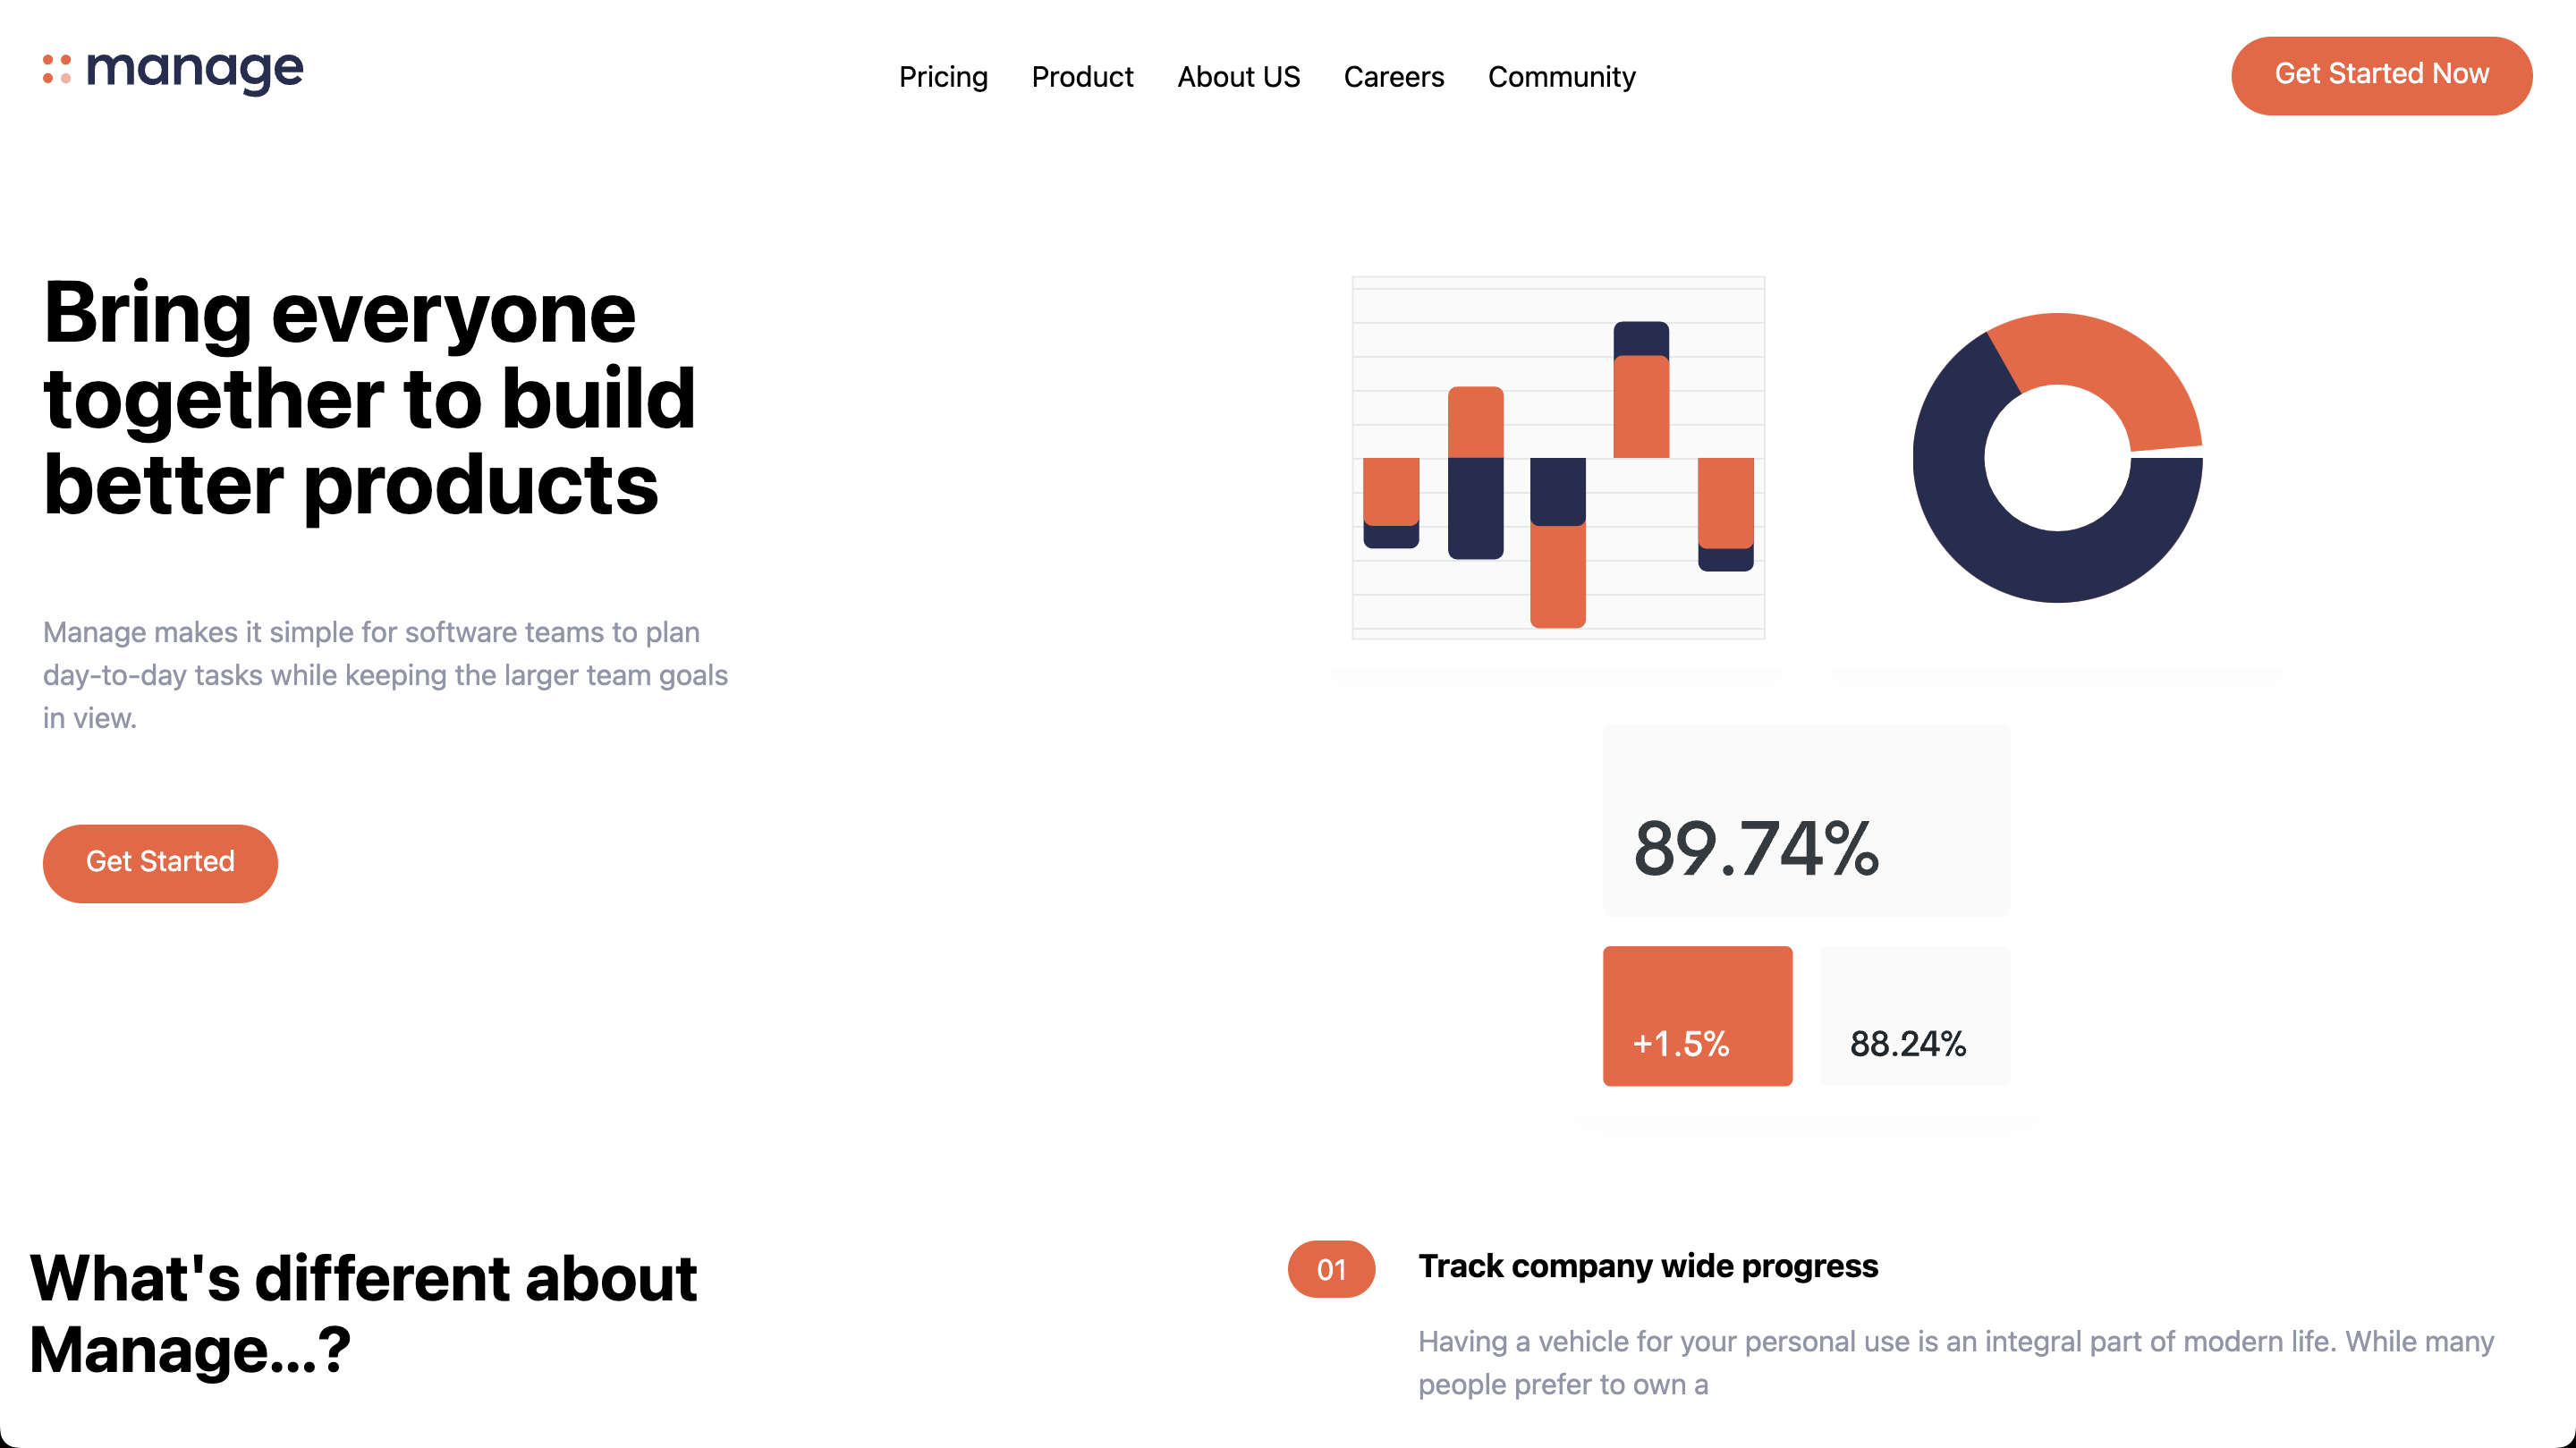 manage
Pricing Product About US Careers Community
Get Started Now
Bring everyone
together to build
better products
Manage makes it simple for software teams to plan
day-to-day tasks while keeping the larger team goals
in view.
Get Started
89.74%
+1.5%
88.24%
What's different about
Manage...?
01
Track company wide progress
Having a vehicle for your personal use is an integral part of modern life. While many
people prefer to own a